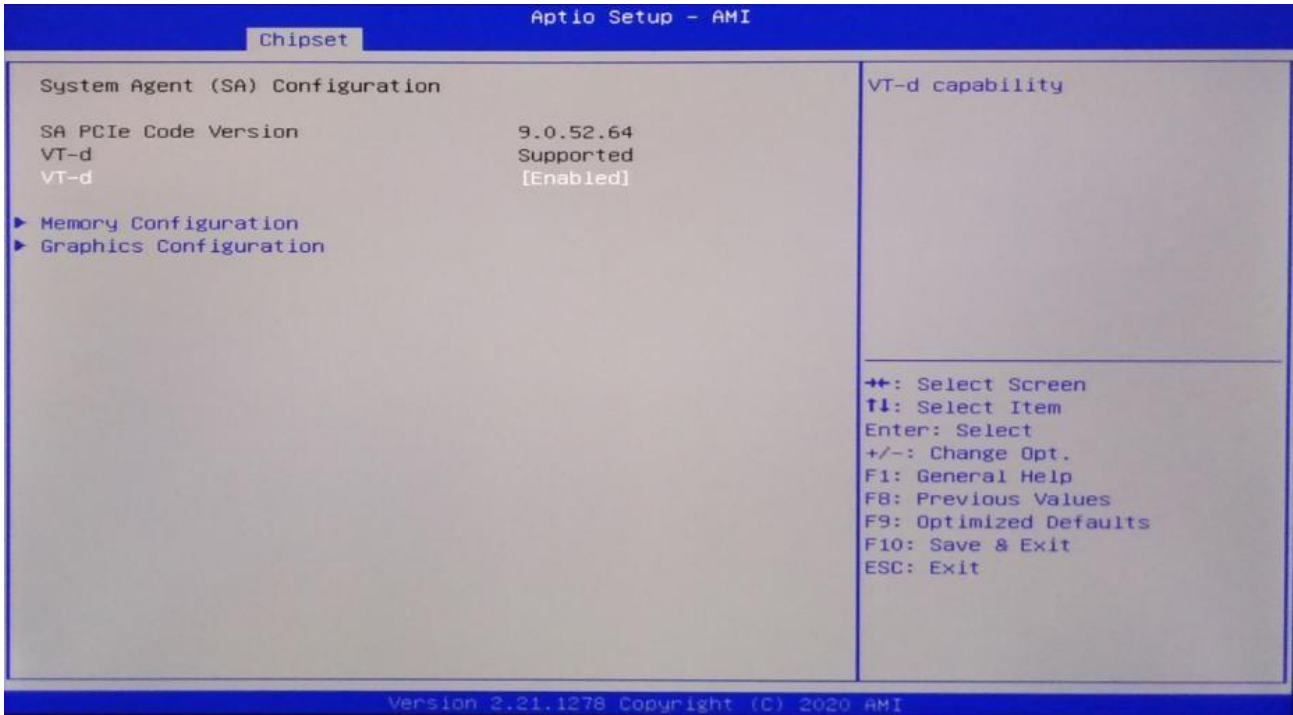 Aptio Setup - AMI
Chipset
System Agent (SA) Configuration
SA PCIe Code Version 9.0.52.64
VT-d Supported
VT-d [Enabled]
▶ Memory Configuration
▶ Graphics Configuration
VT-d capability
→←: Select Screen
↑↓: Select Item
Enter: Select
+/-: Change Opt.
F1: General Help
F8: Previous Values
F9: Optimized Defaults
F10: Save & Exit
ESC: Exit
Version 2.21.1278 Copyright (C) 2020 AMI